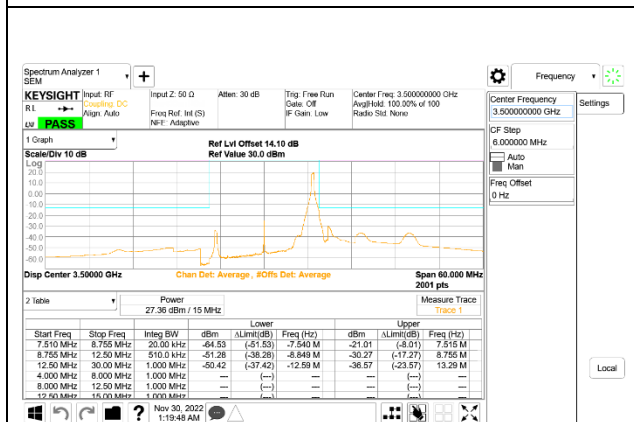 Spectrum Analyzer 1
SEM
Frequency
KEYSIGHT
Input: RF
Coupling: DC
Align: Auto
Input Z: 50 Ω
Freq Ref: Int (S)
NFE: Adaptive
Atten: 30 dB
Trig: Free Run
Gate: Off
IF Gain: Low
Center Freq: 3.500000000 GHz
Avg|Hold: 100.00% of 100
Radio Std: None
R L
PASS
Center Frequency
3.500000000 GHz
Settings
CF Step
6.000000 MHz
Auto
Man
Freq Offset
0 Hz
1 Graph
Scale/Div 10 dB
Ref Lvl Offset 14.10 dB
Ref Value 30.0 dBm
Log
20.0
10.0
0.00
-10.0
-20.0
-30.0
-40.0
-50.0
-60.0
Disp Center 3.50000 GHz
Chan Det: Average , #Offs Det: Average
Span 60.000 MHz
2001 pts
2 Table
Power
27.36 dBm / 15 MHz
Measure Trace
Trace 1
Lower Upper
Start Freq Stop Freq Integ BW dBm ΔLimit(dB) Freq (Hz) dBm ΔLimit(dB) Freq (Hz)
7.510 MHz 8.755 MHz 20.00 kHz -64.53 (-51.53) -7.540 M -21.01 (-8.01) 7.515 M
8.755 MHz 12.50 MHz 510.0 kHz -51.28 (-38.28) -8.849 M -30.27 (-17.27) 8.755 M
12.50 MHz 30.00 MHz 1.000 MHz -50.42 (-37.42) -12.59 M -36.57 (-23.57) 13.29 M
4.000 MHz 8.000 MHz 1.000 MHz --- (---) --- --- (---) ---
8.000 MHz 12.50 MHz 1.000 MHz --- (---) --- --- (---) ---
12.50 MHz 15.00 MHz 1.000 MHz --- (---) --- --- (---) ---
Local
Nov 30, 2022
1:19:48 AM